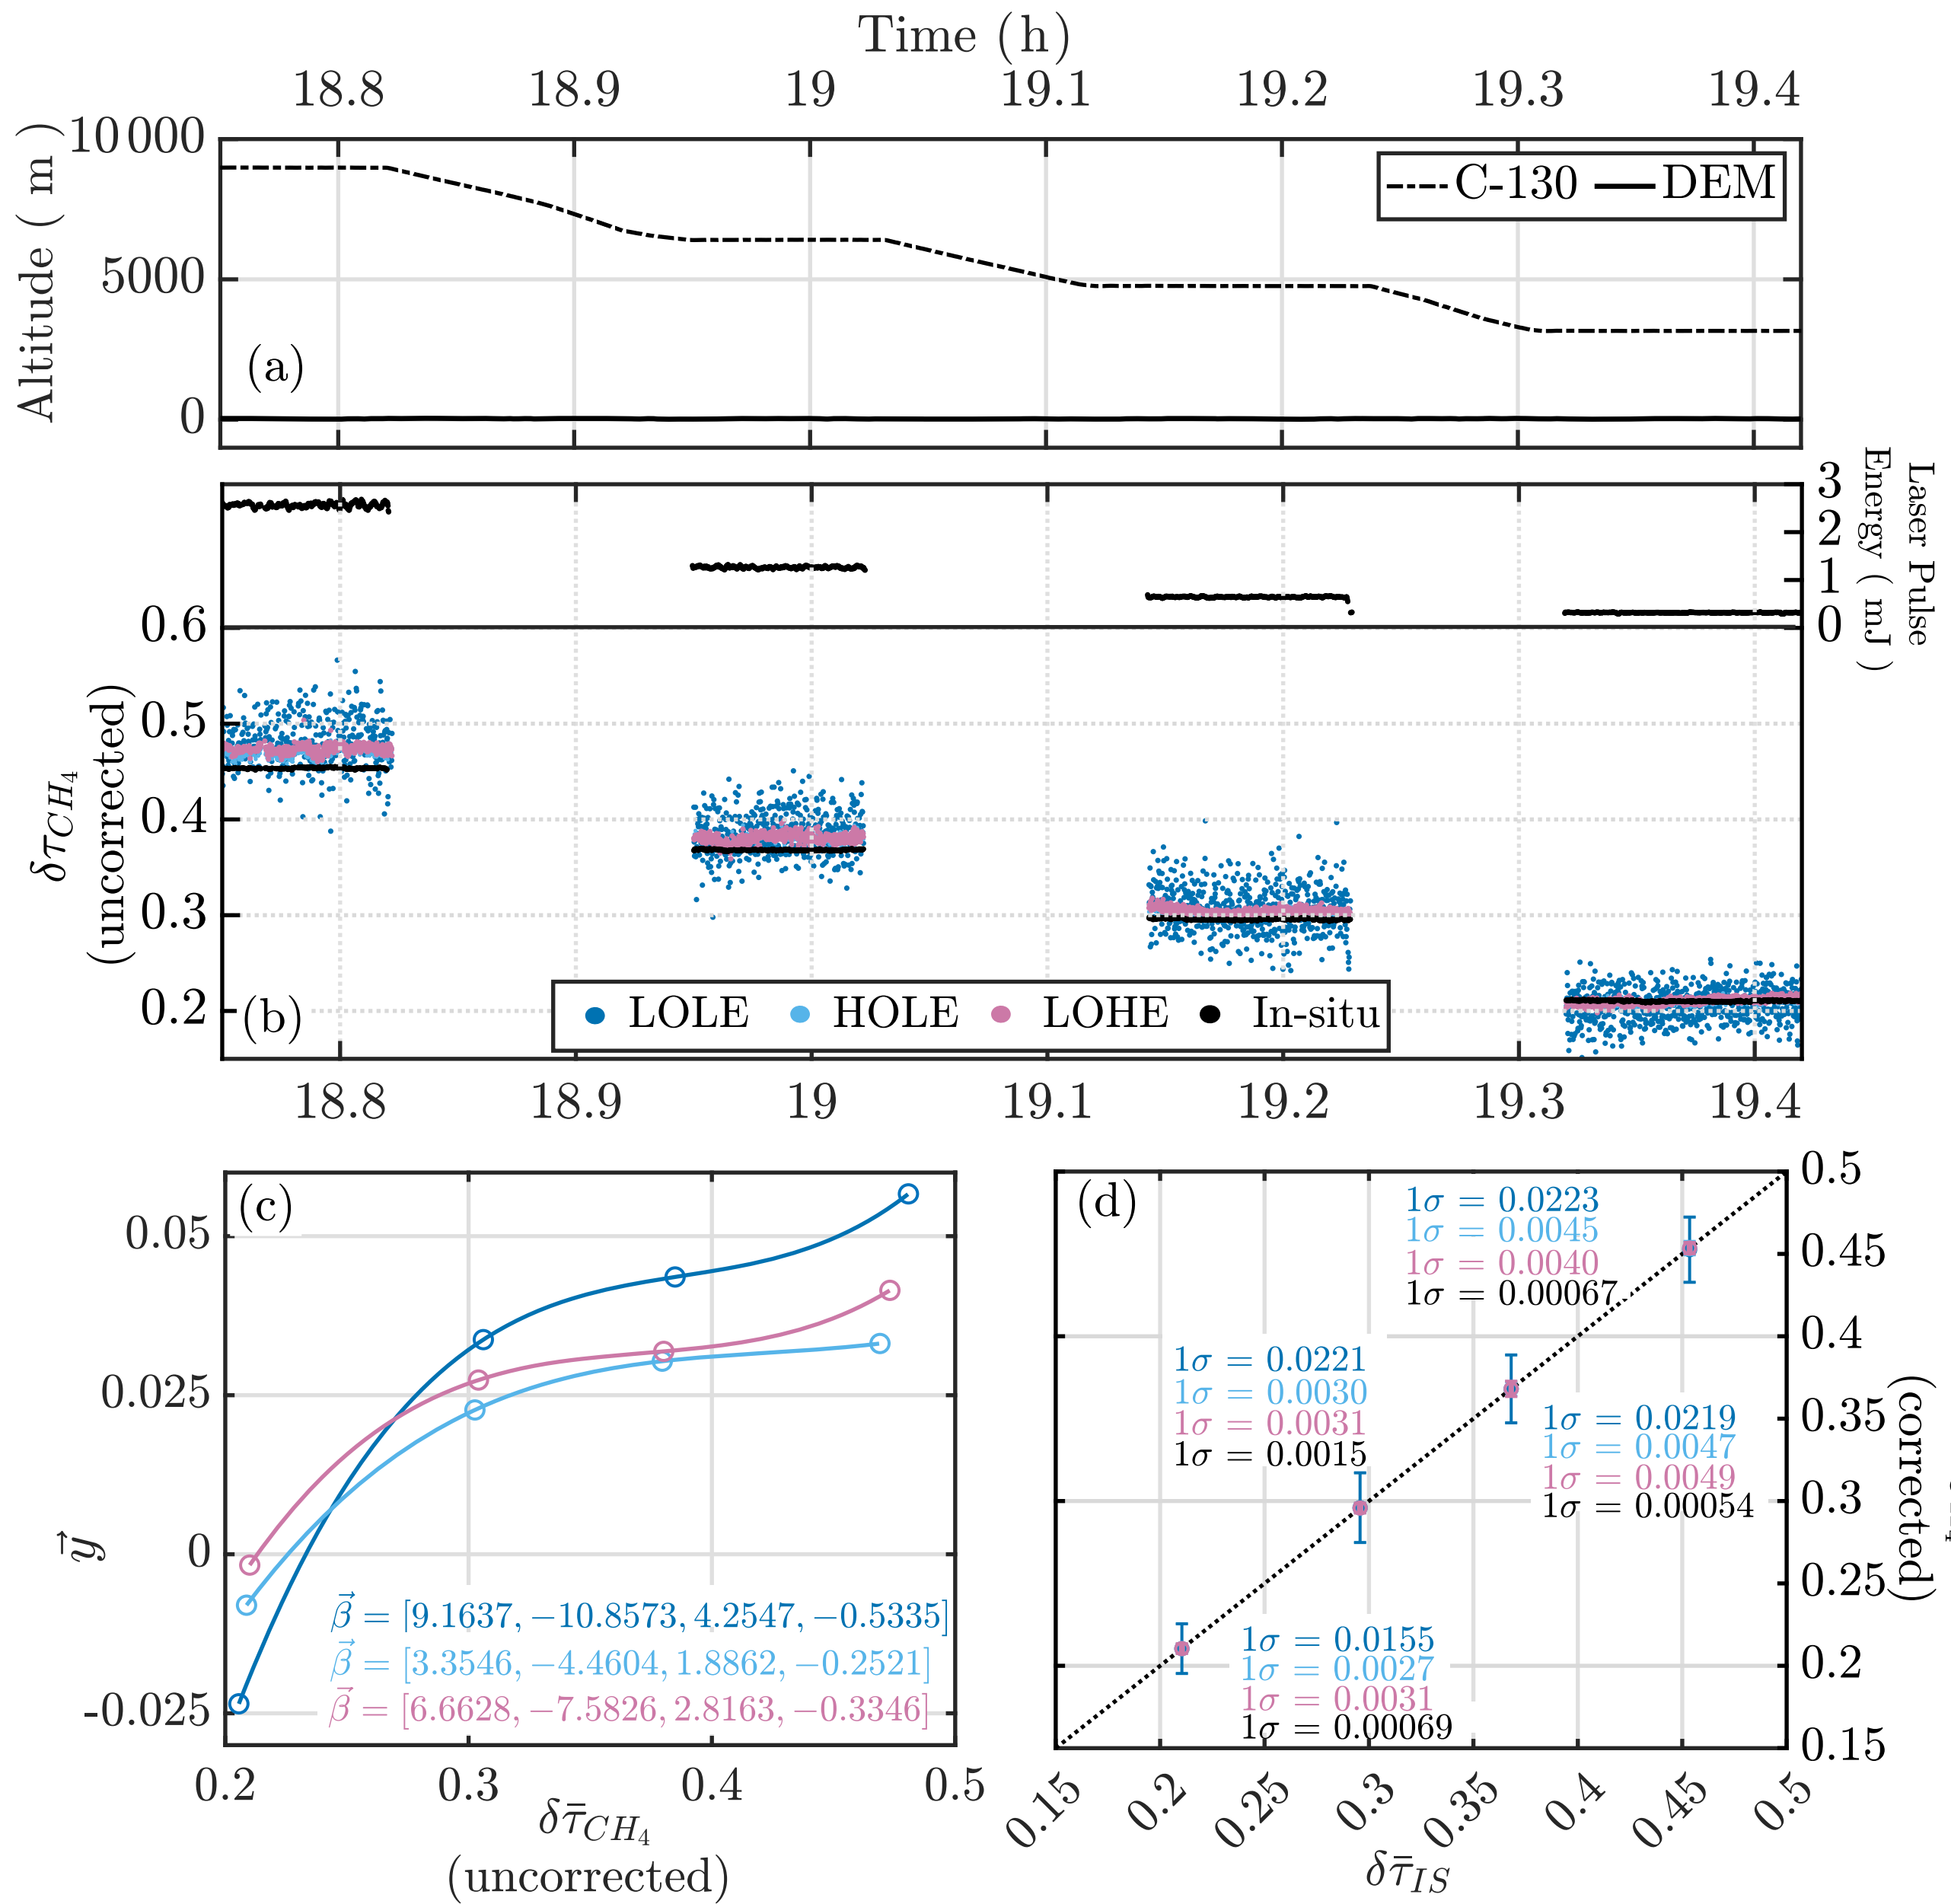 Time (h)
18.8 18.9 19 19.1 19.2 19.3 19.4
Altitude ( m )
10 000
5000
0
C-130 DEM
(a)
Laser Pulse
Energy ( mJ )
3
2
1
0
δτ_{CH_4}
(uncorrected)
0.6
0.5
0.4
0.3
0.2
(b)
LOLE HOLE LOHE In-situ
18.8 18.9 19 19.1 19.2 19.3 19.4
(c)
\vec{y}
0.05
0.025
0
-0.025
\vec{β} = [9.1637, −10.8573, 4.2547, −0.5335]
\vec{β} = [3.3546, −4.4604, 1.8862, −0.2521]
\vec{β} = [6.6628, −7.5826, 2.8163, −0.3346]
0.2 0.3 0.4 0.5
δ\bar{τ}_{CH_4}
(uncorrected)
(d)
1σ = 0.0223
1σ = 0.0045
1σ = 0.0040
1σ = 0.00067
1σ = 0.0221
1σ = 0.0030
1σ = 0.0031
1σ = 0.0015
1σ = 0.0219
1σ = 0.0047
1σ = 0.0049
1σ = 0.00054
1σ = 0.0155
1σ = 0.0027
1σ = 0.0031
1σ = 0.00069
0.5
0.45
0.4
0.35
0.3
0.25
0.2
0.15
(corrected)
0.15 0.2 0.25 0.3 0.35 0.4 0.45 0.5
δ\bar{τ}_{IS}